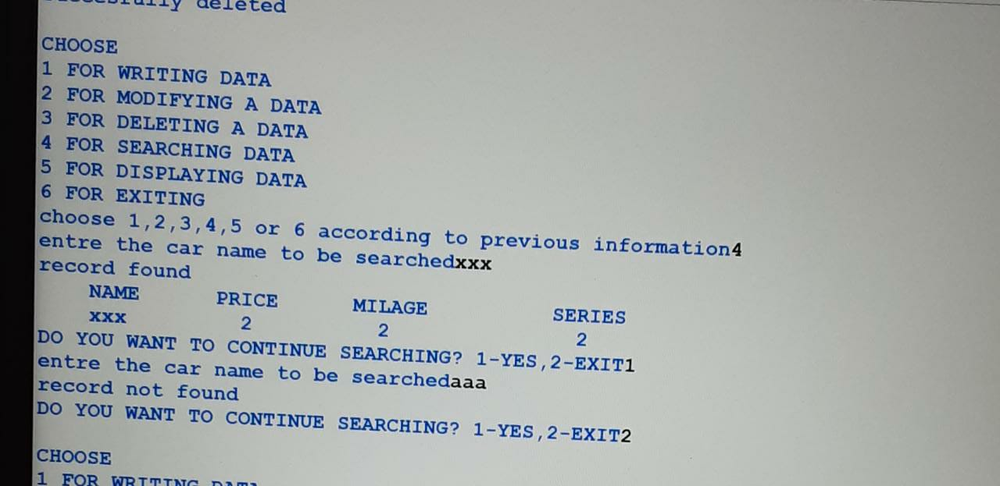 deleted
CHOOSE
1 FOR WRITING DATA
2 FOR MODIFYING A DATA
3 FOR DELETING A DATA
4 FOR SEARCHING DATA
5 FOR DISPLAYING DATA
6 FOR EXITING
choose 1,2,3,4,5 or 6 according to previous information4
entre the car name to be searchedxxx
record found
NAME PRICE MILAGE SERIES
xxx 2 2 2
DO YOU WANT TO CONTINUE SEARCHING? 1-YES,2-EXIT1
entre the car name to be searchedaaa
record not found
DO YOU WANT TO CONTINUE SEARCHING? 1-YES,2-EXIT2
CHOOSE
1 FOR WRITING DATA